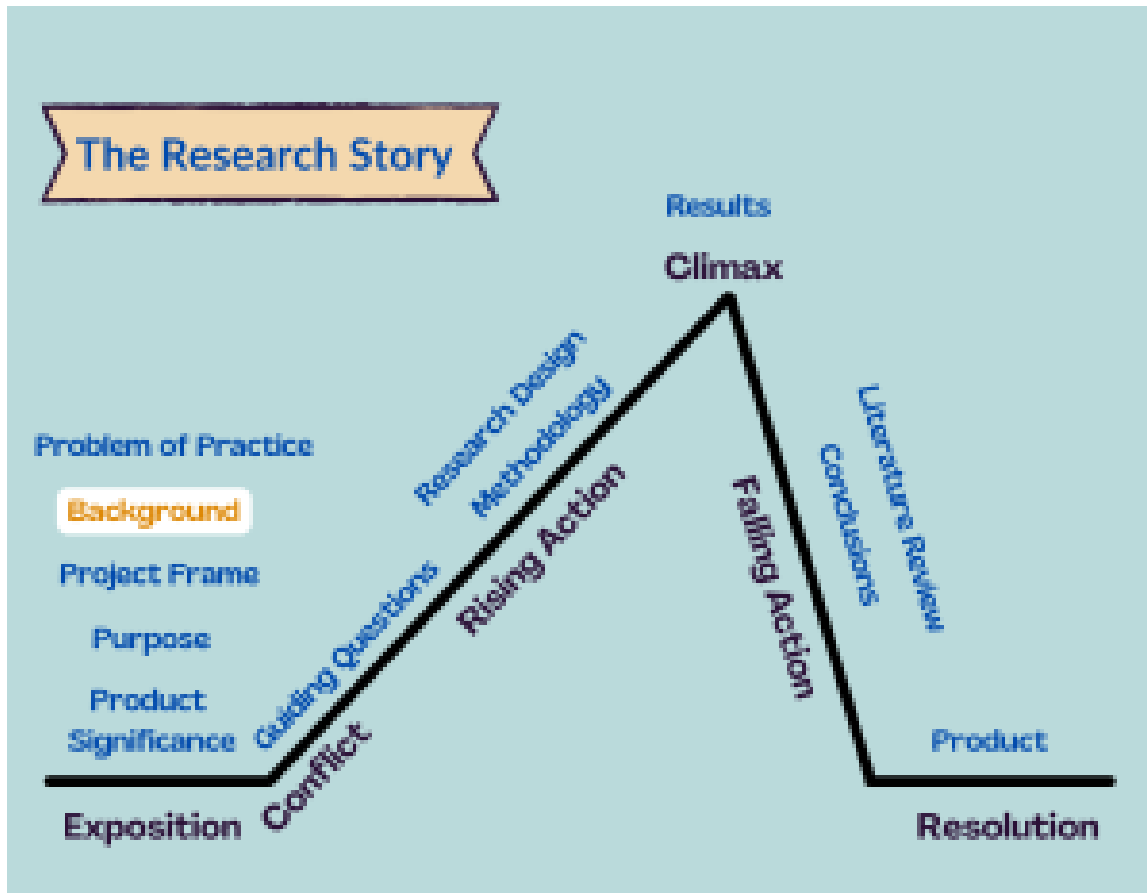 The Research Story
Results
Climax
Research Design
Methodology
Rising Action
Problem of Practice
Background
Project Frame
Purpose
Product
Significance
Guiding Questions
Conflict
Exposition
Falling Action
Conclusions
Literature Review
Product
Resolution